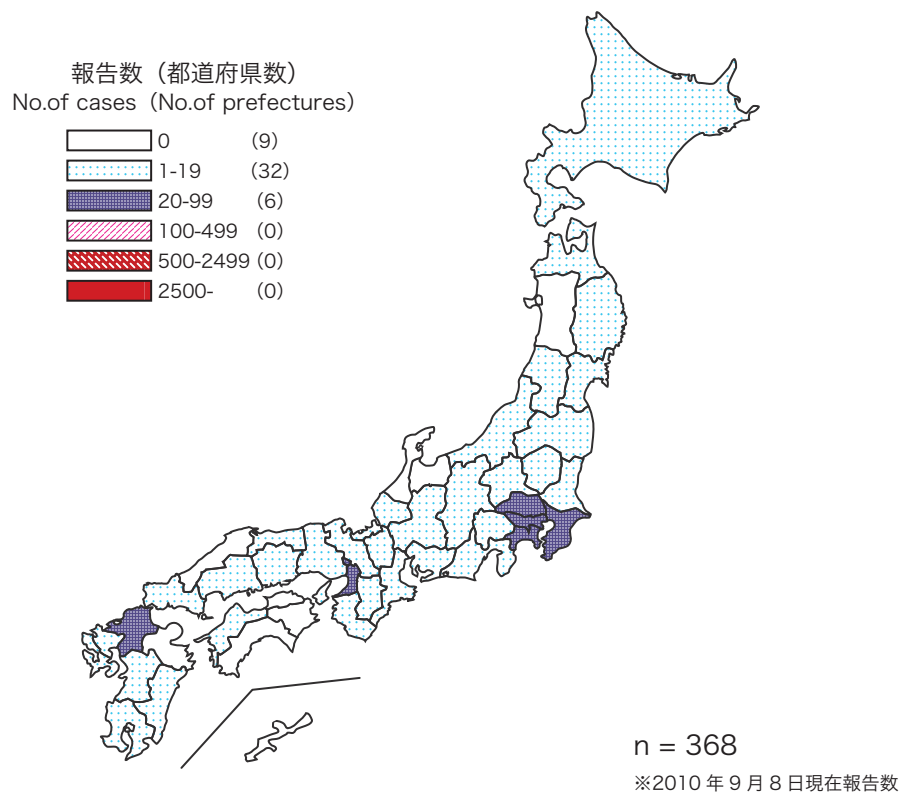 報告数（都道府県数）
No.of cases（No.of prefectures）
0 （9）
1-19 （32）
20-99 （6）
100-499 （0）
500-2499（0）
2500- （0）
n = 368
※2010 年 9 月 8 日現在報告数